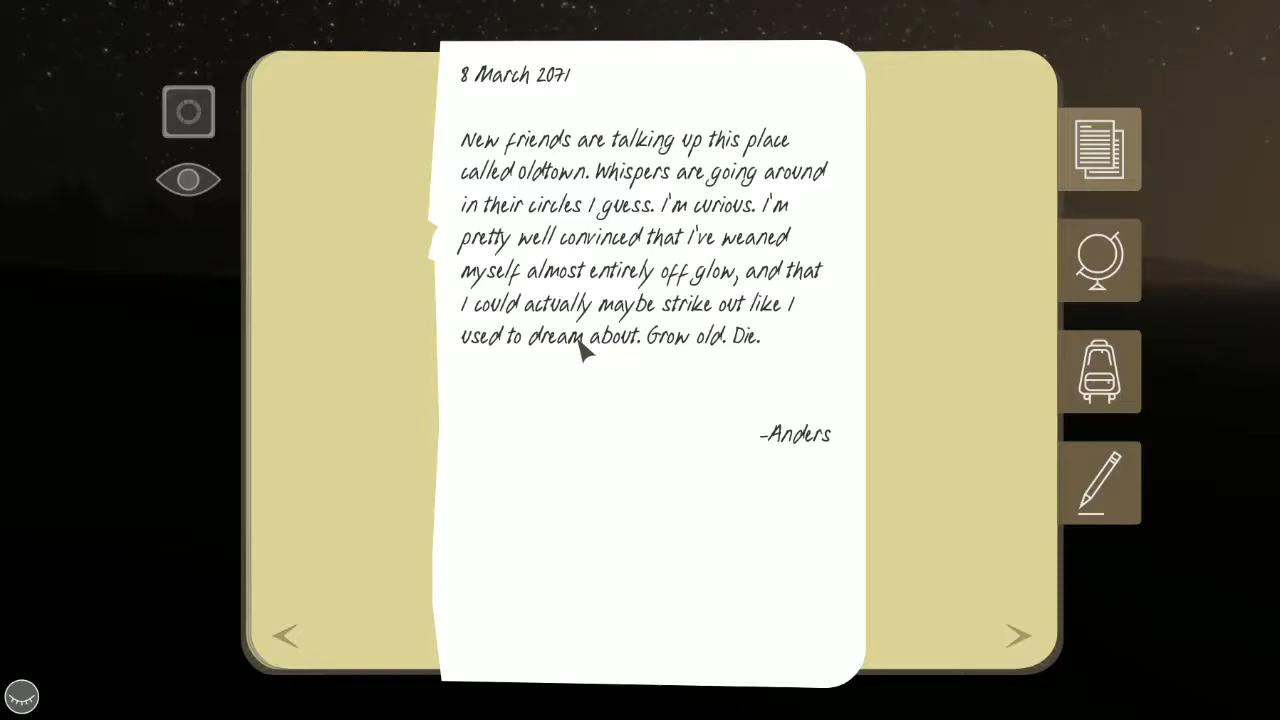 8 March 2071
New friends are talking up this place
called oldtown. Whispers are going around
in their circles I guess. I'm curious. I'm
pretty well convinced that I've weaned
myself almost entirely off glow, and that
I could actually maybe strike out like I
used to dream about. Grow old. Die.
-Anders